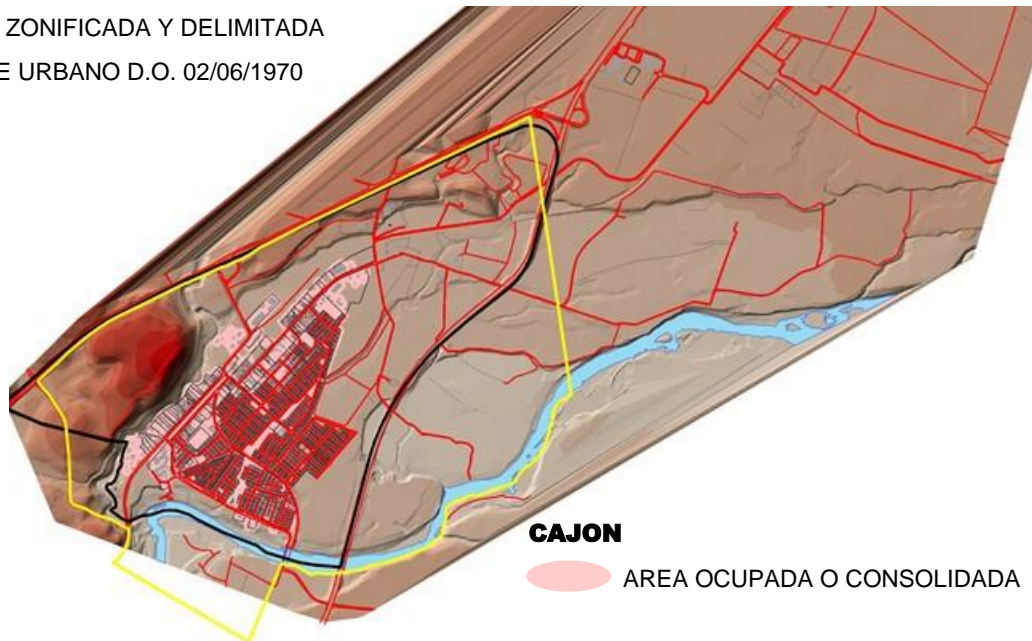 ZONIFICADA Y DELIMITADA
E URBANO D.O. 02/06/1970
CAJON
AREA OCUPADA O CONSOLIDADA